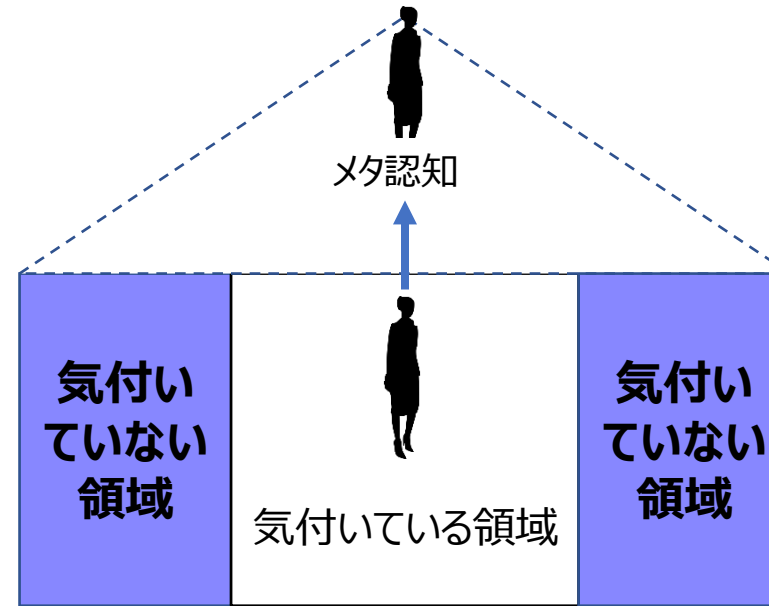 メタ認知
気付い
ていない
領域
気付いている領域
気付い
ていない
領域